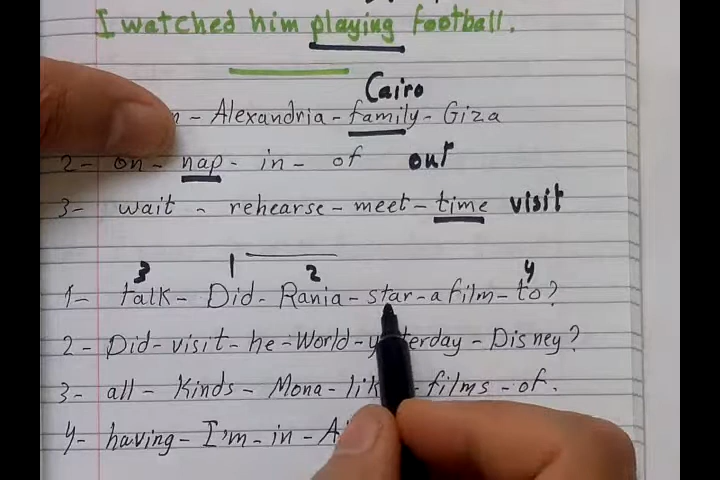 I watched him playing football.
Cairo
- Alexandria - family - Giza
2- on - nap - in - of out
3- wait - rehearse - meet - time visit
3 1 2 4
1- talk - Did - Rania - star - a film - to?
2- Did - visit - he - World - yesterday - Disney?
3- all - Kinds - Mona - - films - of.
4- having - I'm - in -